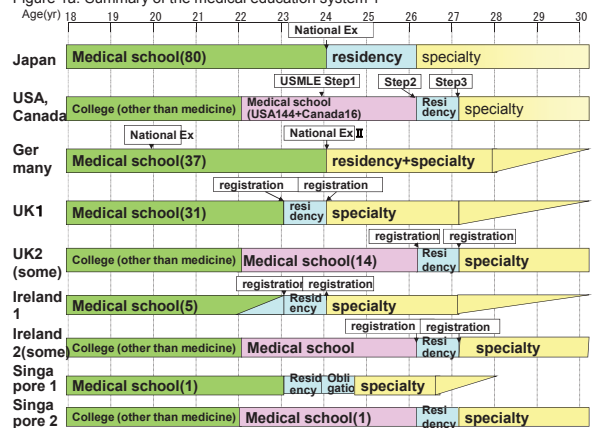 Figure 1a. Summary of the medical education system 1
Age(yr) 18 19 20 21 22 23 24 25 26 27 28 29 30
National Ex
Japan Medical school(80) residency specialty
USMLE Step1 Step2 Step3
USA, Canada College (other than medicine) Medical school (USA144+Canada16) Resi dency specialty
National Ex National Ex II
Ger many Medical school(37) residency+specialty
registration registration
UK1 Medical school(31) resi dency specialty
registration registration
UK2 (some) College (other than medicine) Medical school(14) Resi dency specialty
registration registration
Ireland 1 Medical school(5) Resid ency specialty
registration registration
Ireland 2(some) College (other than medicine) Medical school Resi dency specialty
Singa pore 1 Medical school(1) Resid ency Obli gatio specialty
Singa pore 2 College (other than medicine) Medical school(1) Resi dency specialty